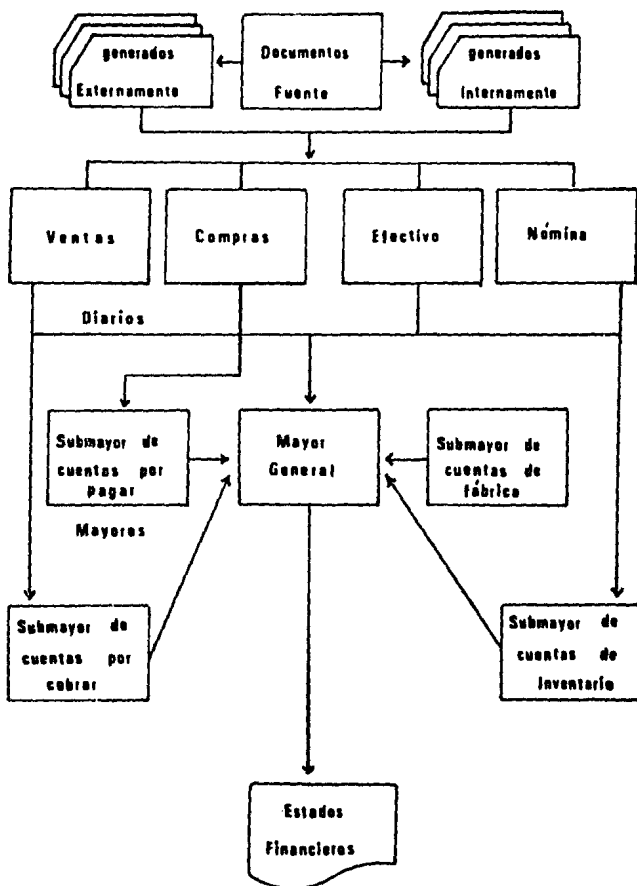 generados
Externamente
Documentos
Fuente
generados
Internamente
Ventas
Compras
Efectivo
Nómina
Diarios
Submayor de
cuentas por
pagar
Mayor
General
Submayor de
cuentas de
fábrica
Mayores
Submayor de
cuentas por
cobrar
Submayor de
cuentas de
Inventario
Estados
Financieros